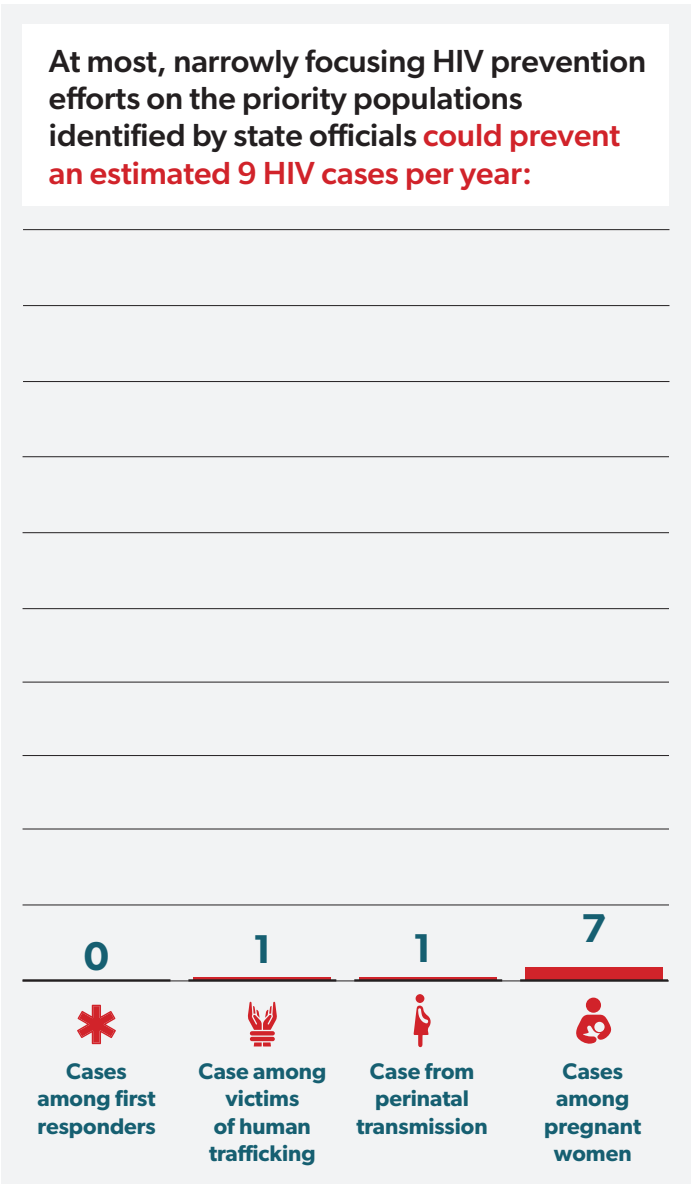 At most, narrowly focusing HIV prevention
efforts on the priority populations
identified by state officials could prevent
an estimated 9 HIV cases per year:
0
1
1
7
Cases
among first
responders
Case among
victims
of human
trafficking
Case from
perinatal
transmission
Cases
among
pregnant
women